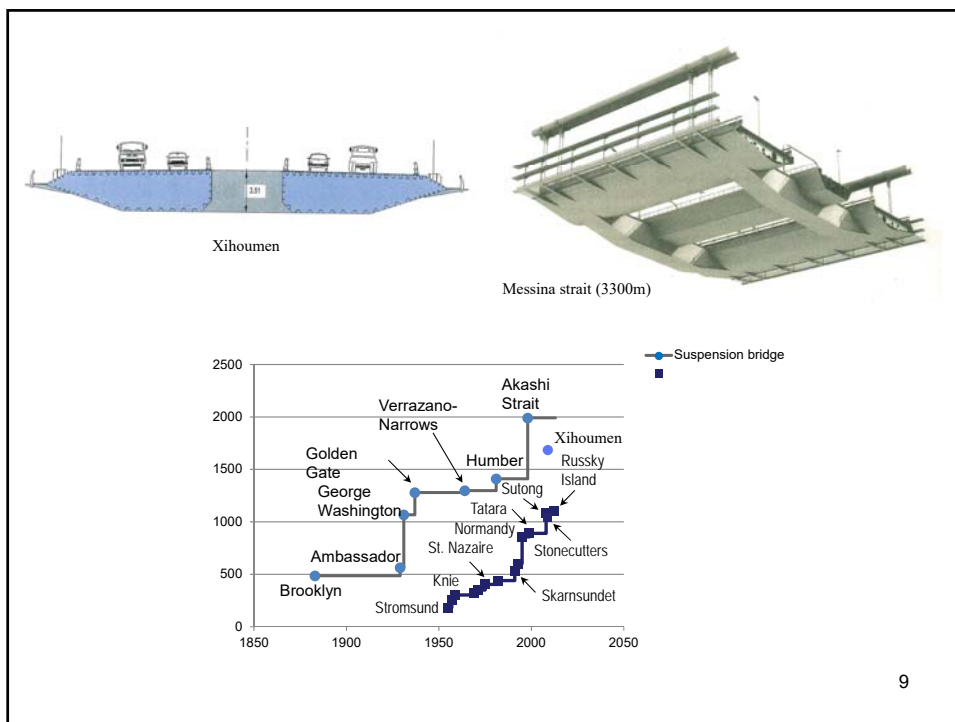 3.51
Xihoumen
Messina strait (3300m)
2500
2000
1500
1000
500
0
1850
1900
1950
2000
2050
Suspension bridge
Brooklyn
Ambassador
George
Washington
Golden
Gate
Verrazano-
Narrows
Humber
Akashi
Strait
Xihoumen
Russky
Island
Sutong
Tatara
Normandy
St. Nazaire
Stonecutters
Knie
Skarnsundet
Stromsund
9